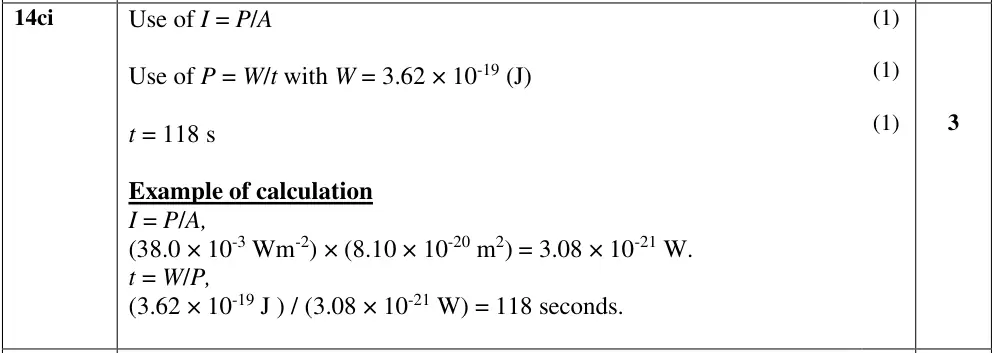 14ci Use of I = P/A (1)
Use of P = W/t with W = 3.62 × 10⁻¹⁹ (J) (1)
t = 118 s (1) 3
Example of calculation
I = P/A,
(38.0 × 10⁻³ Wm⁻²) × (8.10 × 10⁻²⁰ m²) = 3.08 × 10⁻²¹ W.
t = W/P,
(3.62 × 10⁻¹⁹ J ) / (3.08 × 10⁻²¹ W) = 118 seconds.